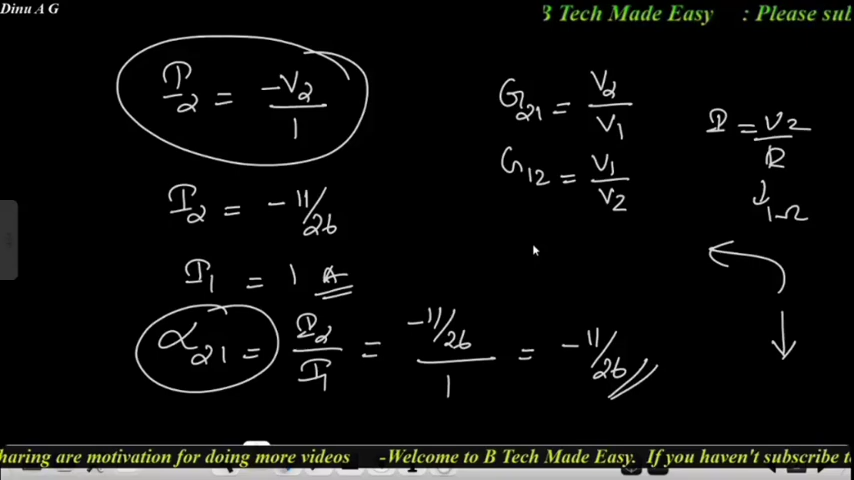 Dinu A G
B Tech Made Easy : Please sub
I₂ = -V₂/1
I₂ = -11/26
I₁ = 1 A
α₂₁ = I₂/I₁ = (-11/26)/1 = -11/26
G₂₁ = V₂/V₁
G₁₂ = V₁/V₂
I = V2/R
↓
1Ω
haring are motivation for doing more videos -Welcome to B Tech Made Easy. If you haven't subscribe to